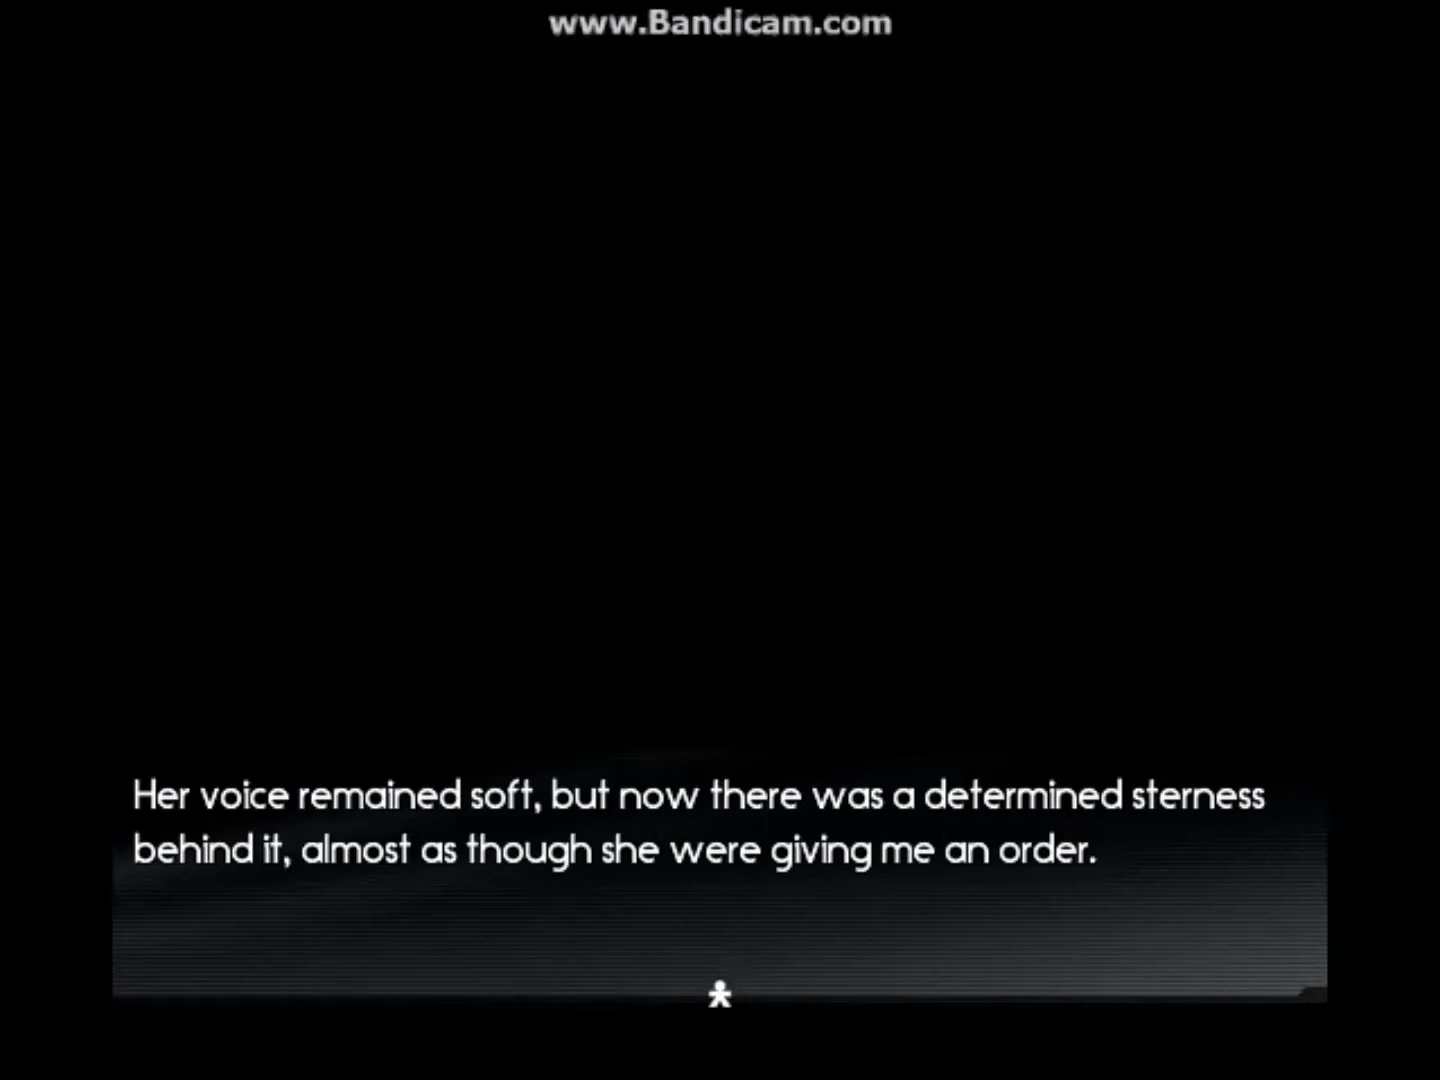 www.Bandicam.com
Her voice remained soft, but now there was a determined sterness
behind it, almost as though she were giving me an order.